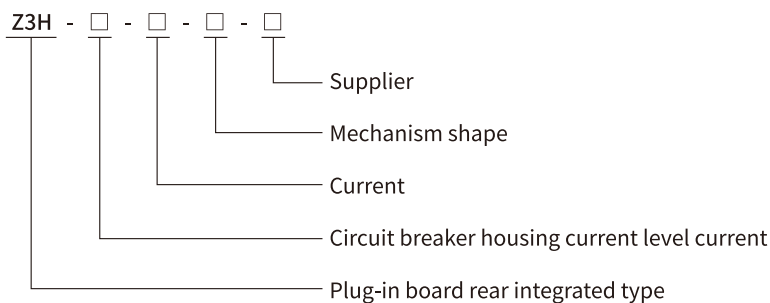 Z3H - □ - □ - □ - □
Supplier
Mechanism shape
Current
Circuit breaker housing current level current
Plug-in board rear integrated type